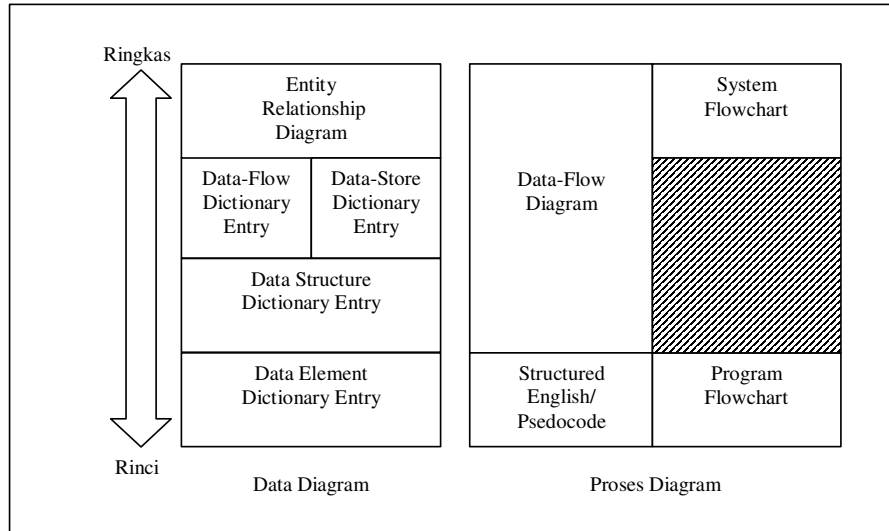 Ringkas
Entity
Relationship
Diagram
Data-Flow
Dictionary
Entry
Data-Store
Dictionary
Entry
Data Structure
Dictionary Entry
Data Element
Dictionary Entry
Rinci
Data Diagram
Data-Flow
Diagram
System
Flowchart
Structured
English/
Psedocode
Program
Flowchart
Proses Diagram